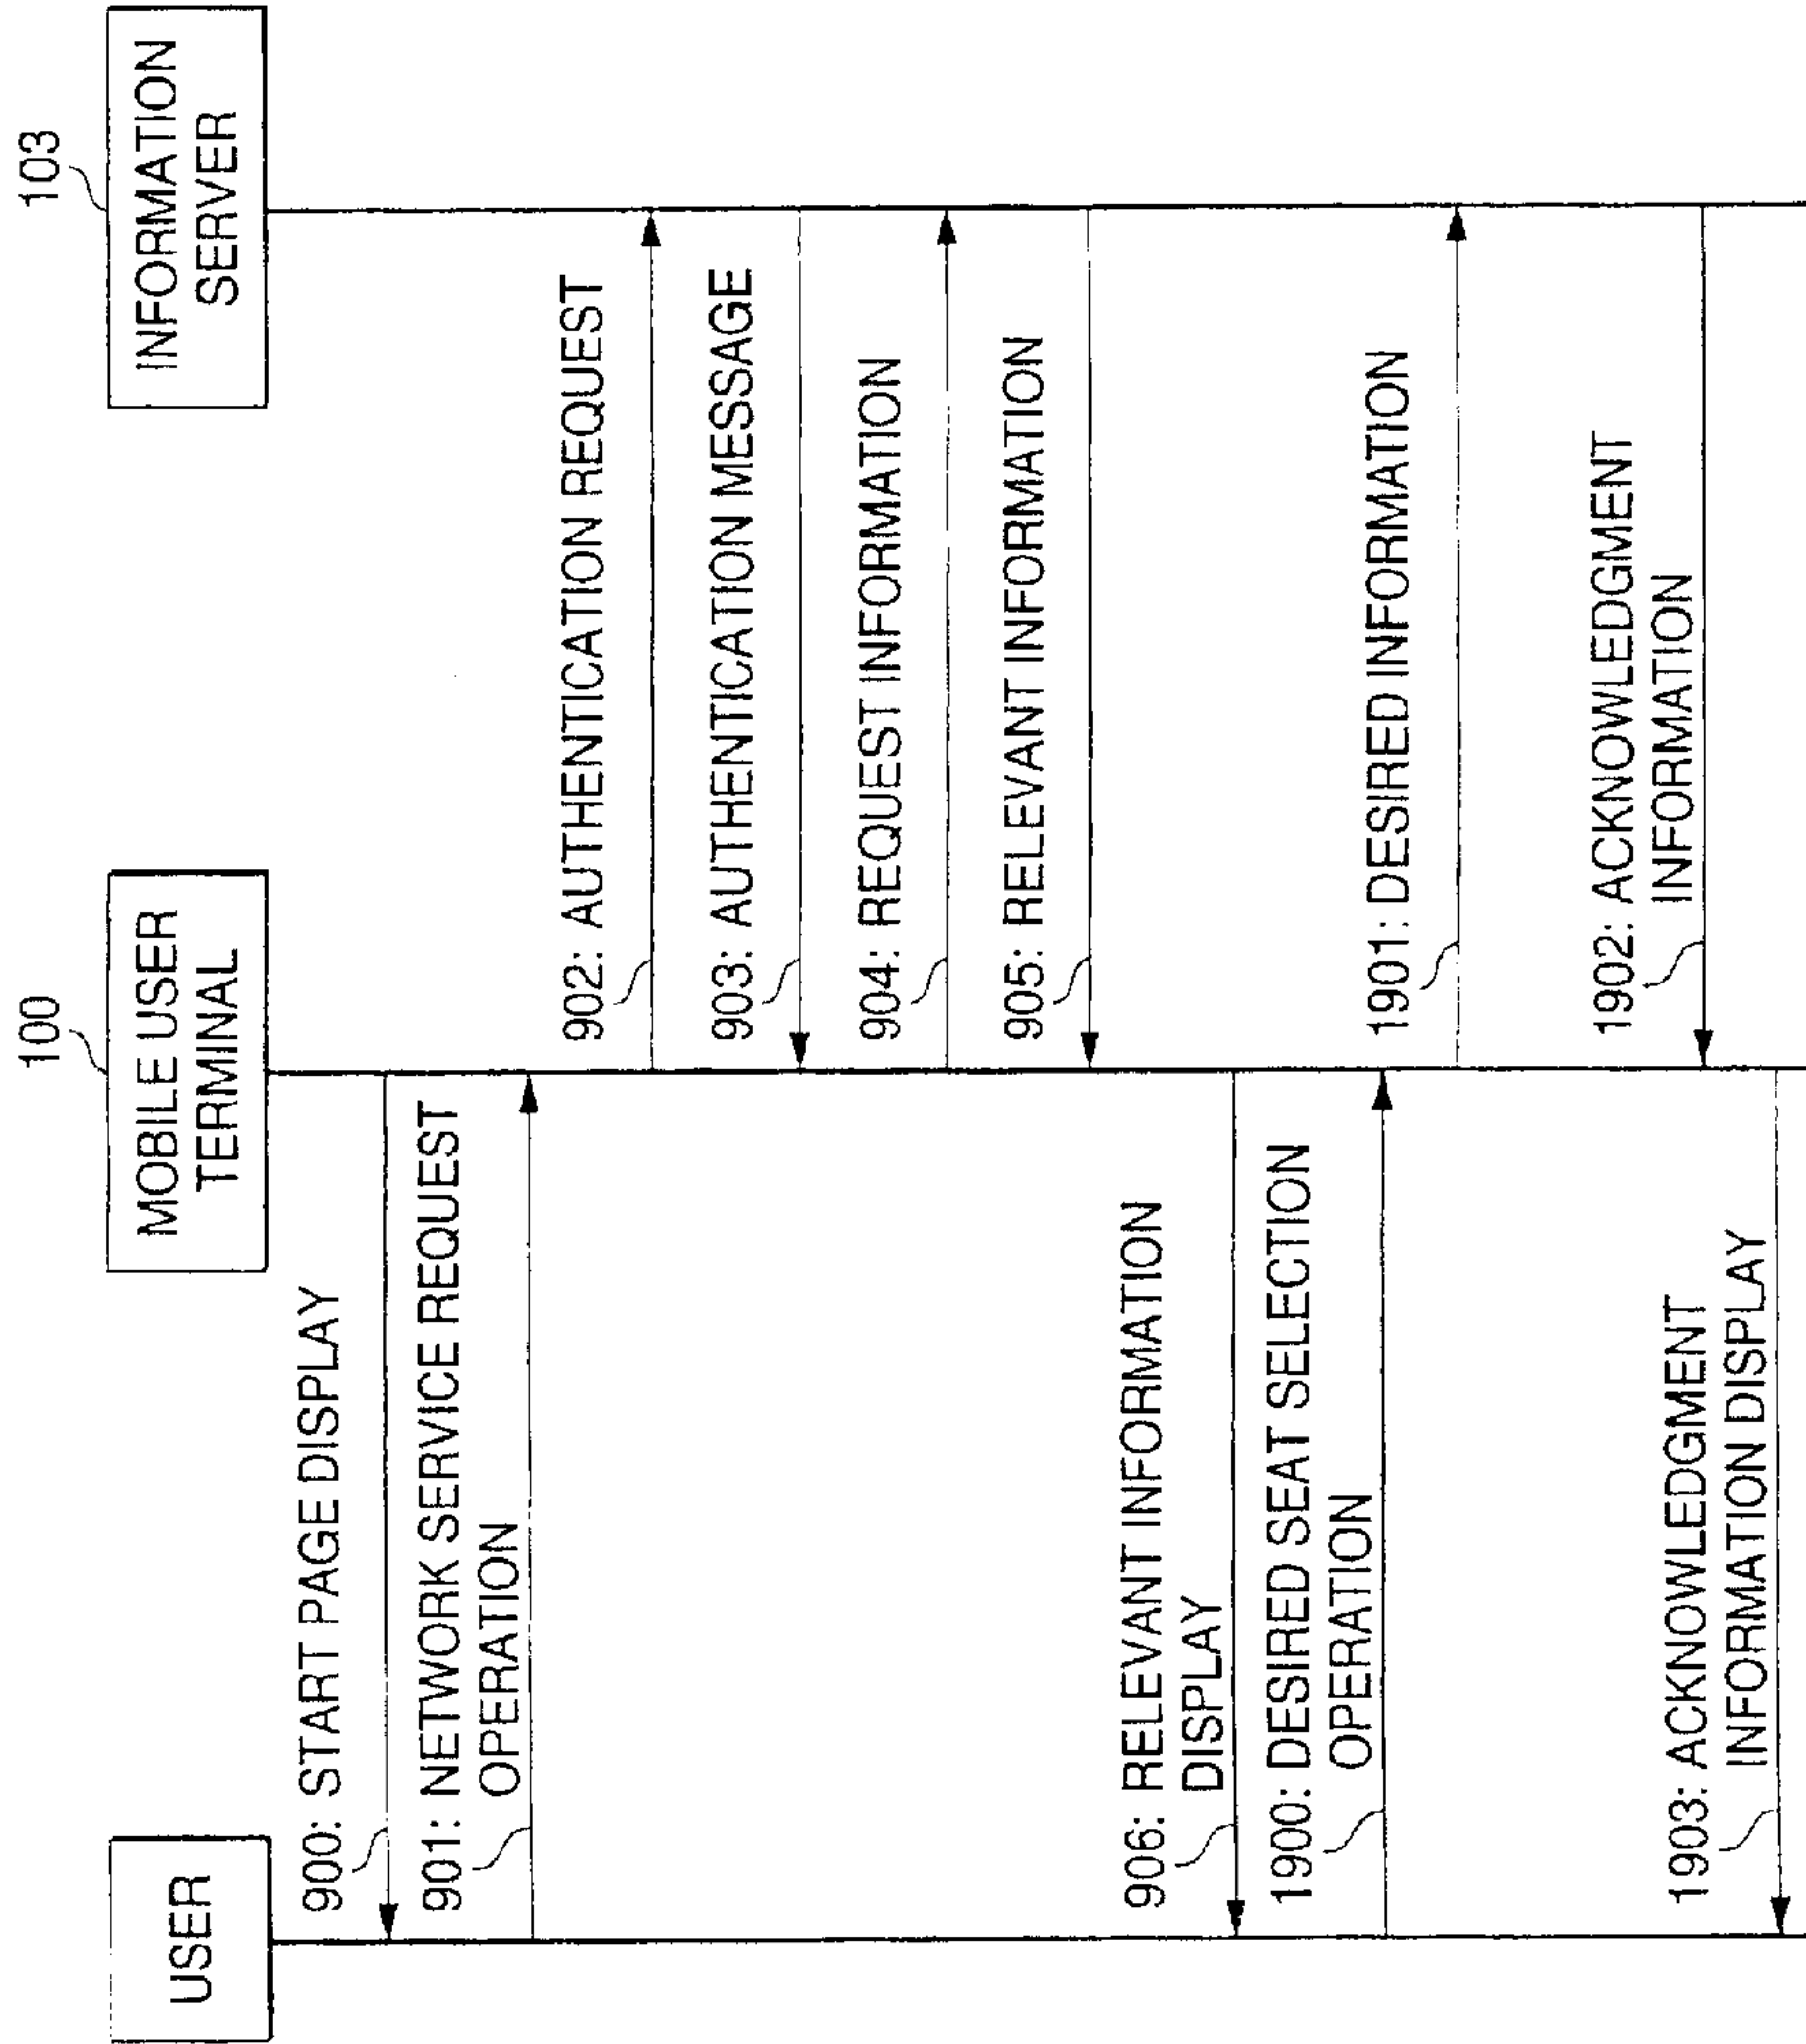 USER
100
MOBILE USER
TERMINAL
103
INFORMATION
SERVER
900: START PAGE DISPLAY
901: NETWORK SERVICE REQUEST
OPERATION
902: AUTHENTICATION REQUEST
903: AUTHENTICATION MESSAGE
904: REQUEST INFORMATION
905: RELEVANT INFORMATION
906: RELEVANT INFORMATION
DISPLAY
1900: DESIRED SEAT SELECTION
OPERATION
1901: DESIRED INFORMATION
1902: ACKNOWLEDGMENT
INFORMATION
1903: ACKNOWLEDGMENT
INFORMATION DISPLAY